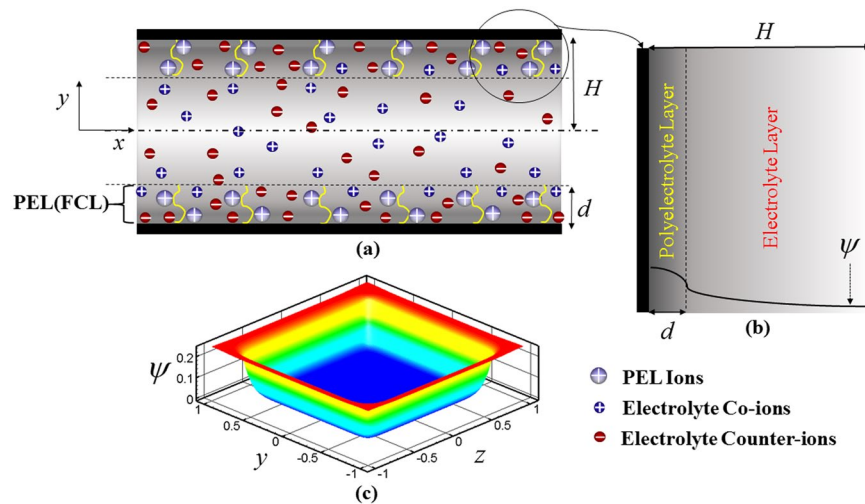 H
y
x
PEL(FCL)
d
(a)
H
Polyelectrolyte Layer
Electrolyte Layer
ψ
d
(b)
ψ
0.2
0.1
0
1
0.5
0
-0.5
-1
y
-1
-0.5
0
0.5
1
z
(c)
PEL Ions
Electrolyte Co-ions
Electrolyte Counter-ions